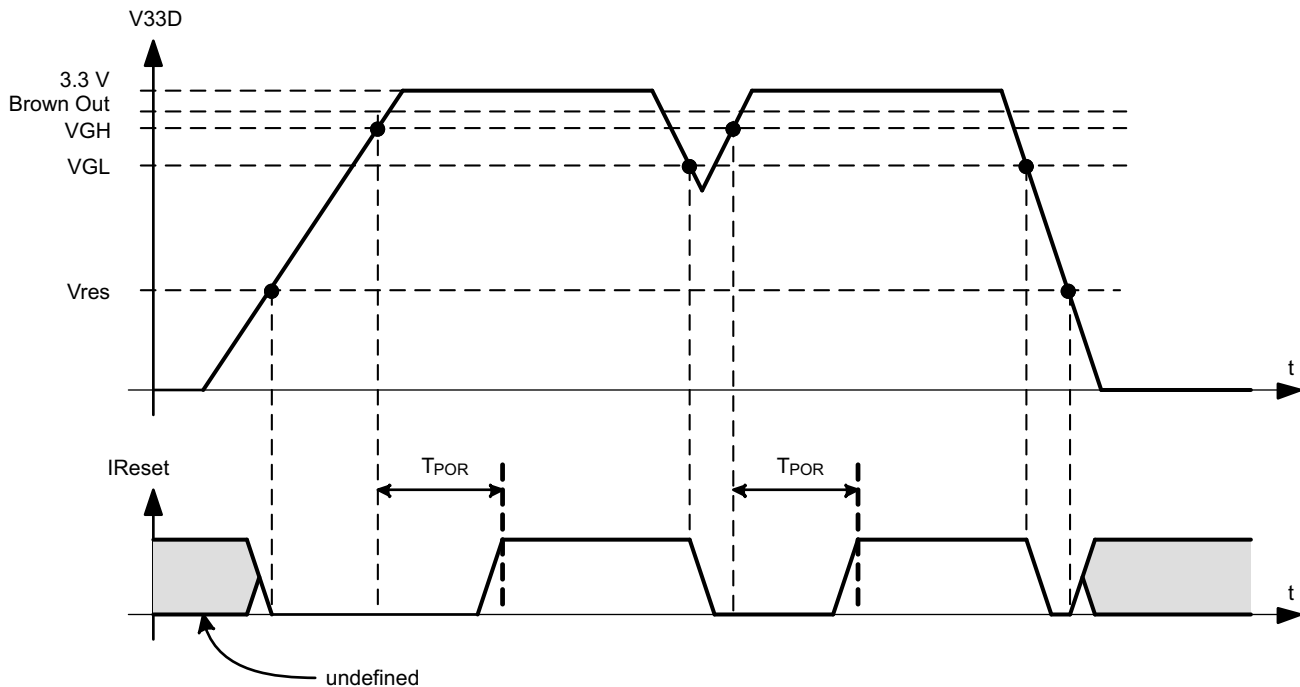 V33D
3.3 V
Brown Out
VGH
VGL
Vres
t
IReset
TPOR
TPOR
t
undefined